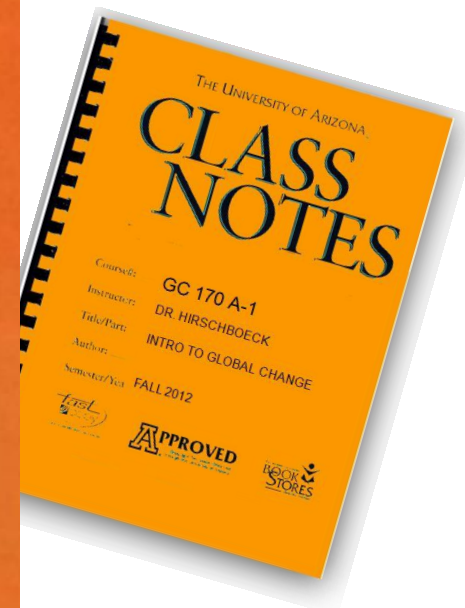 THE UNIVERSITY OF ARIZONA
CLASS
NOTES
Course#: GC 170 A-1
Instructor: DR. HIRSCHBOECK
Title/Part: INTRO TO GLOBAL CHANGE
Author:
Semester/Year FALL 2012
APPROVED
BOOK
STORES